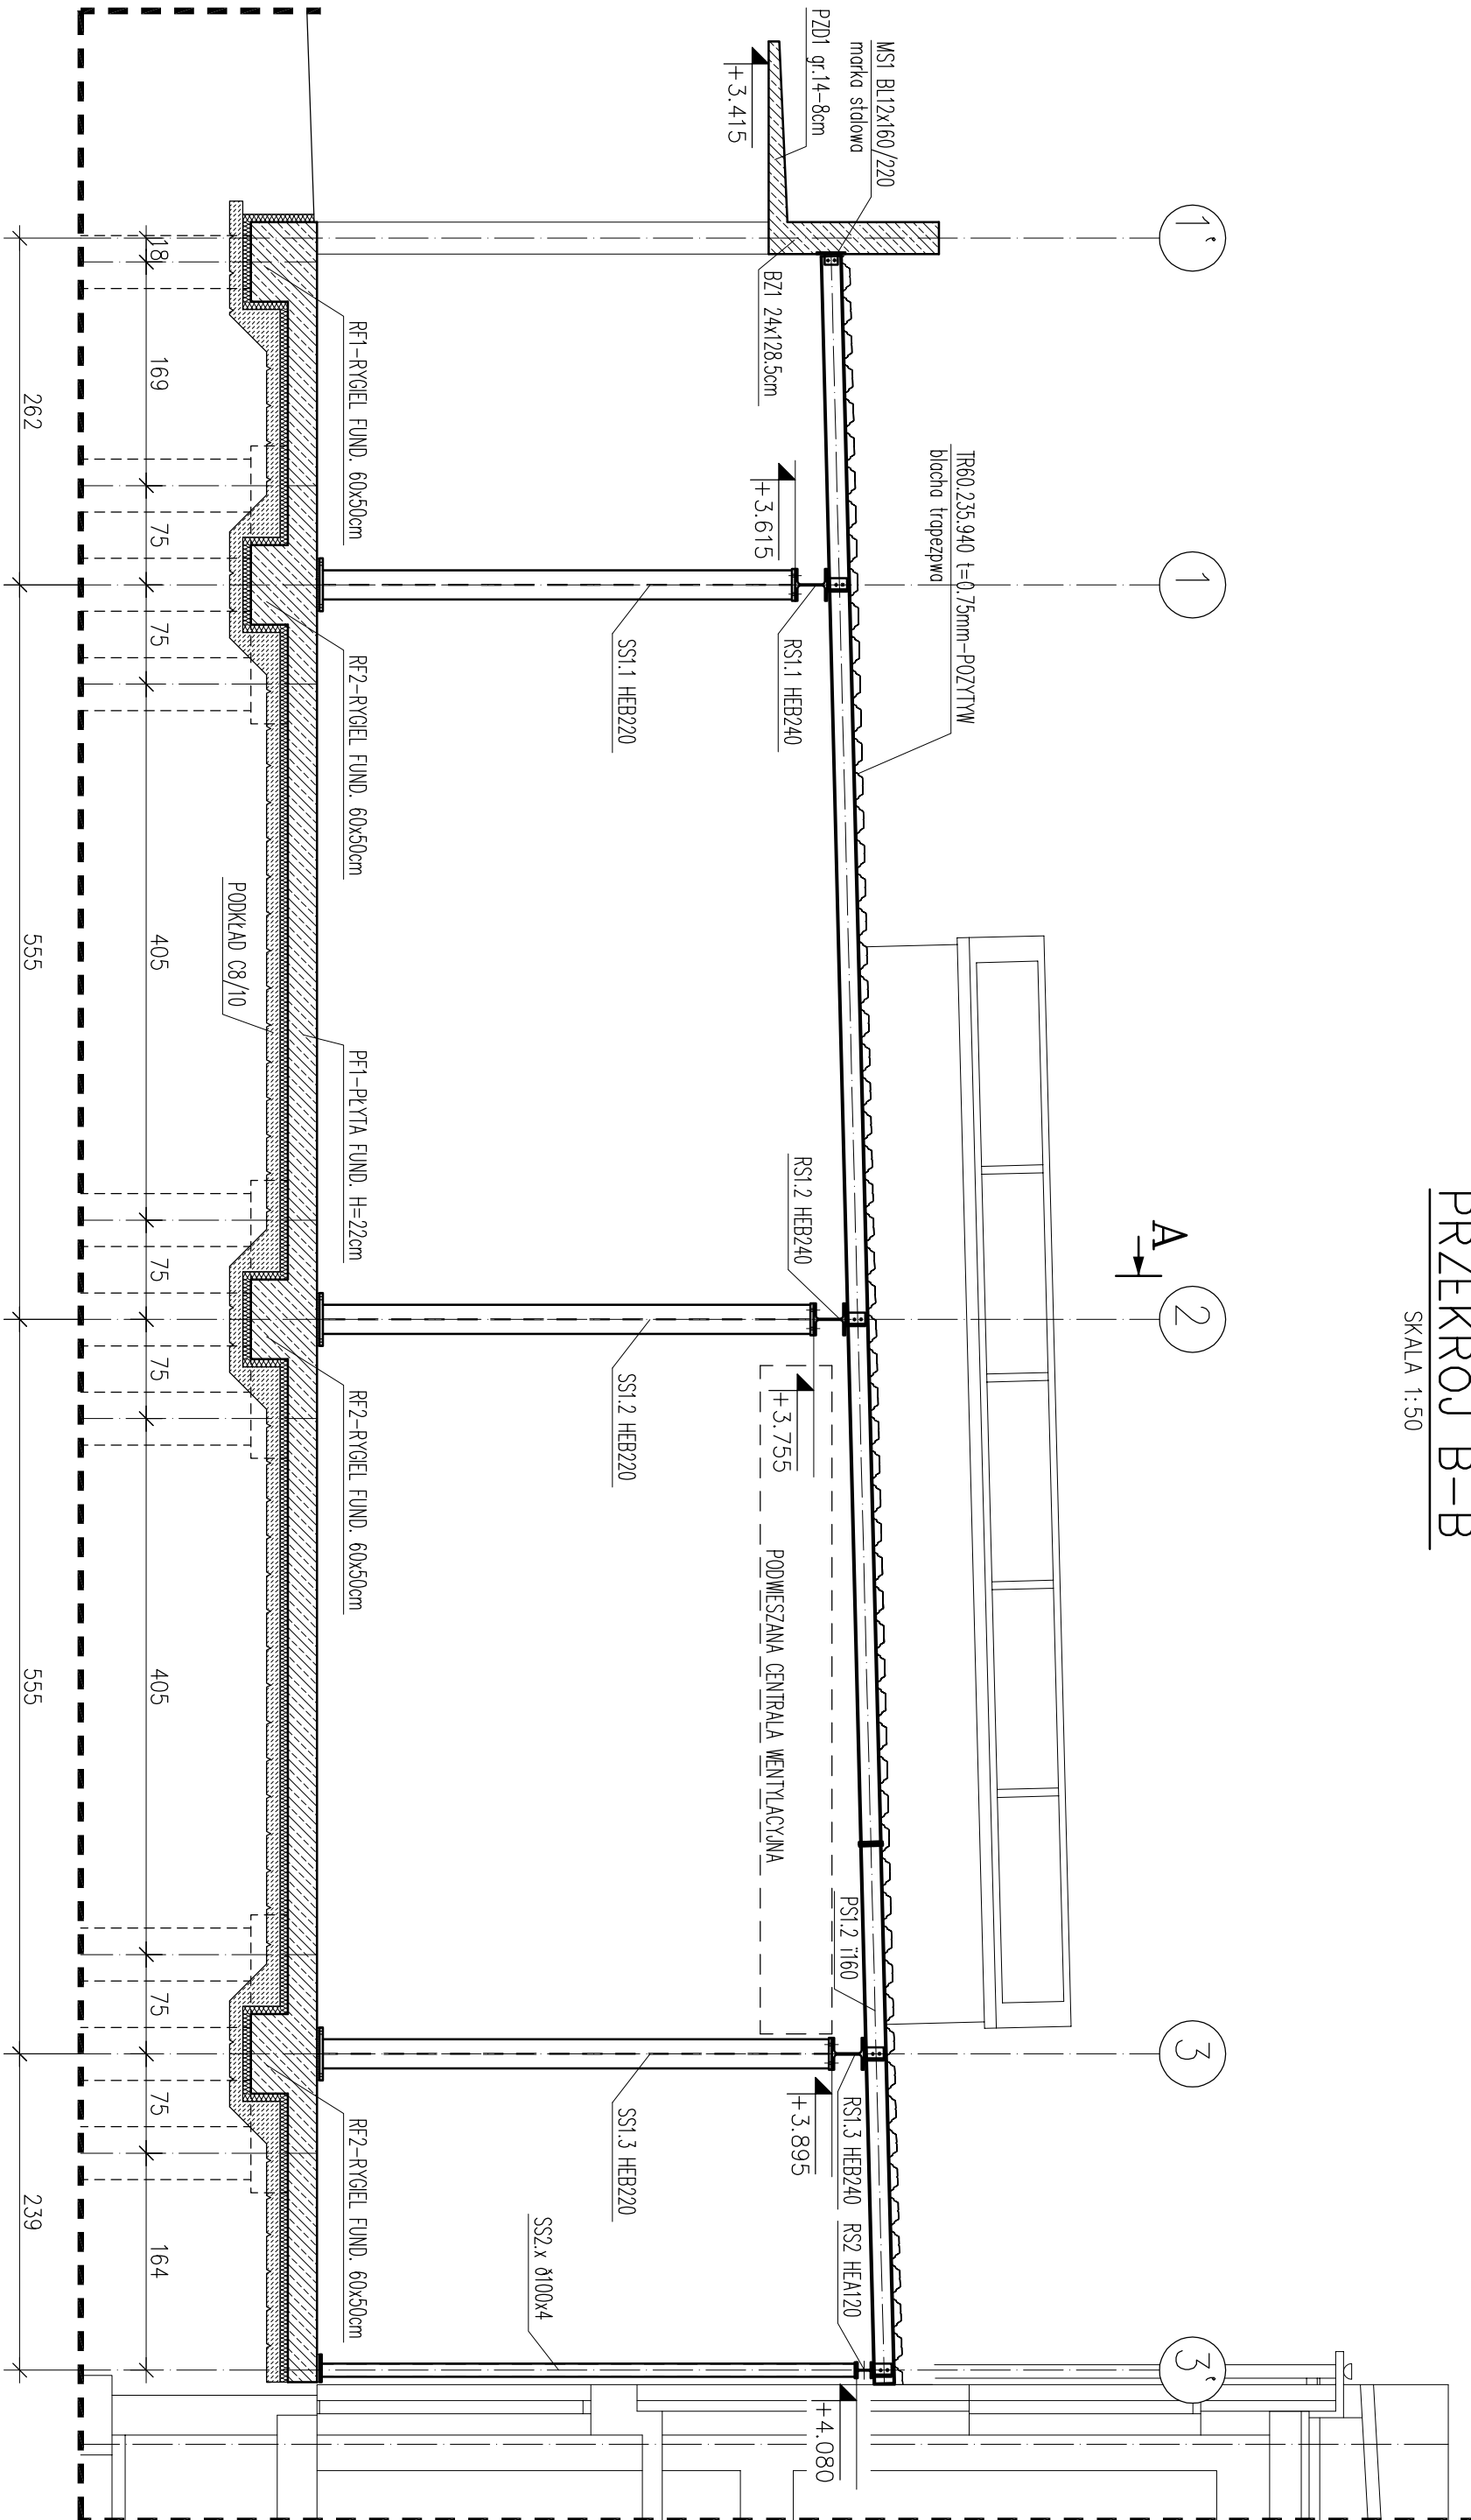 PRZEKRÓJ B-B
SKALA 1:50
1'
1
2
3
3'
A
TR60.235.940 t=0.75mm-POZYTYW
blacha trapezpwa
MS1 BL12x160/220
marka stalowa
PZD1 gr.14-8cm
+3.415
BZ1 24x128.5cm
+3.615
RS1.1 HEB240
RS1.2 HEB240
+3.755
PODWIESZANA CENTRALA WENTYLACYJNA
PS1.2 I160
+3.895
RS1.3 HEB240
RS2 HEA120
+4.080
SS1.1 HEB220
SS1.2 HEB220
SS1.3 HEB220
SS2.x ð100x4
RF1-RYGIEL FUND. 60x50cm
RF2-RYGIEL FUND. 60x50cm
PF1-PŁYTA FUND. H=22cm
RF2-RYGIEL FUND. 60x50cm
RF2-RYGIEL FUND. 60x50cm
PODKŁAD C8/10
18
169
75
75
405
75
75
405
75
75
164
262
555
555
239